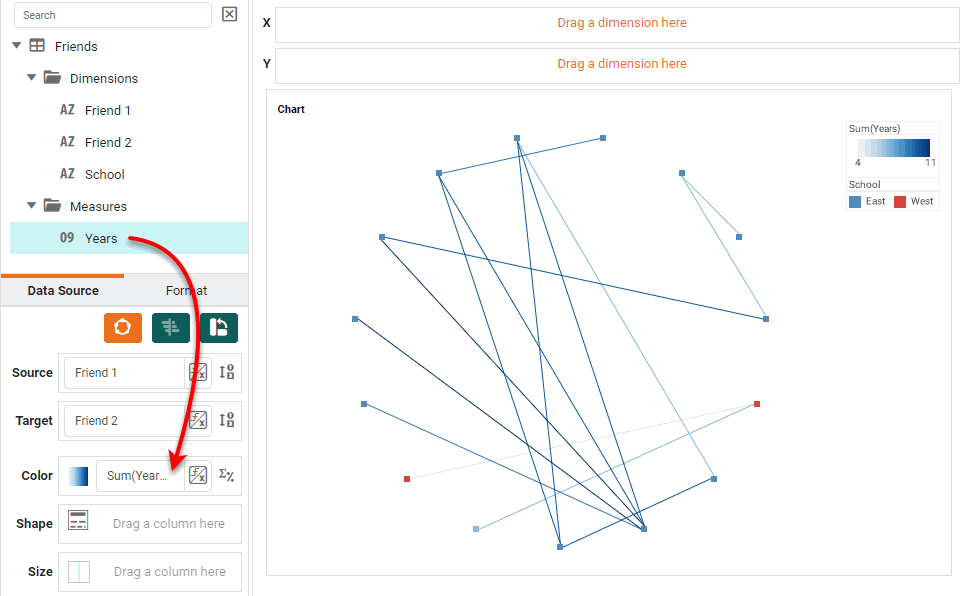 Search
Friends
Dimensions
AZ Friend 1
AZ Friend 2
AZ School
Measures
09 Years
Data Source Format
Source Friend 1
Target Friend 2
Color Sum(Year...
Shape Drag a column here
Size Drag a column here
X Drag a dimension here
Y Drag a dimension here
Chart
Sum(Years)
4 11
School
East West